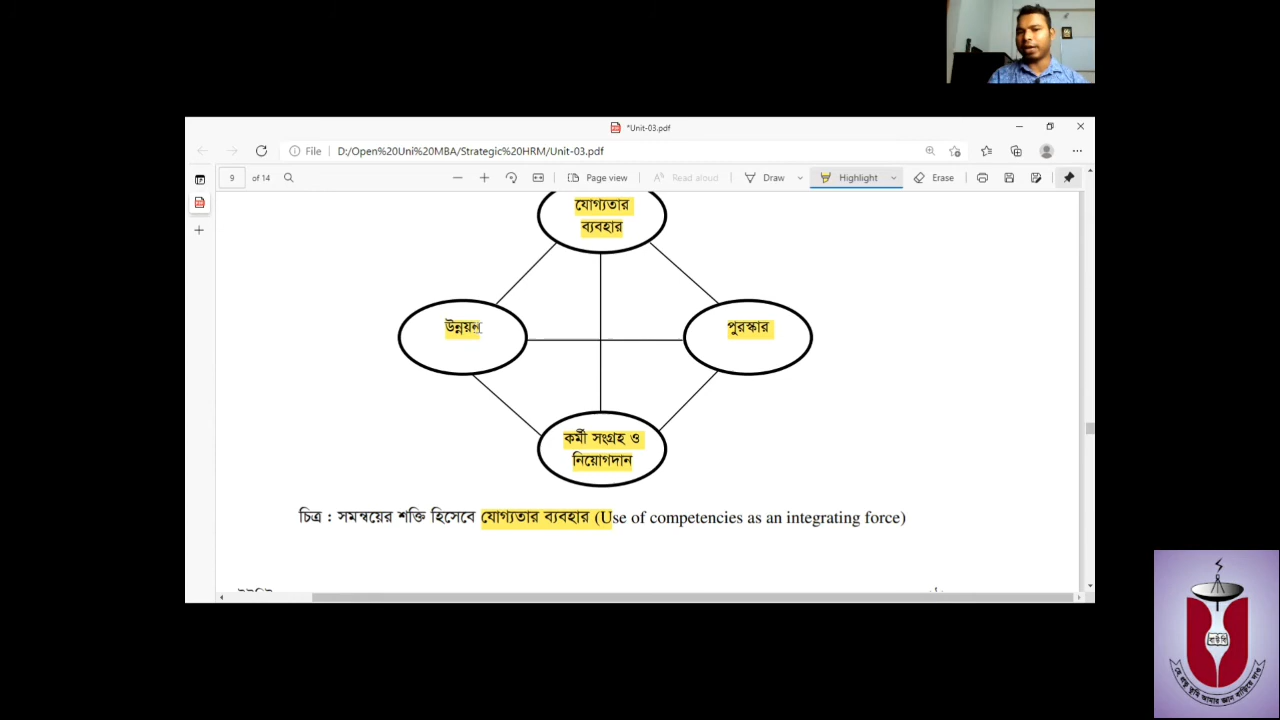 *Unit-03.pdf
File D:/Open%20Uni%20MBA/Strategic%20HRM/Unit-03.pdf
9 of 14 Page view Read aloud Draw Highlight Erase
যোগ্যতার
ব্যবহার
উন্নয়ন পুরস্কার
কর্মী সংগ্রহ ও
নিয়োগদান
চিত্র : সমন্বয়ের শক্তি হিসেবে যোগ্যতার ব্যবহার (Use of competencies as an integrating force)
বাউবি